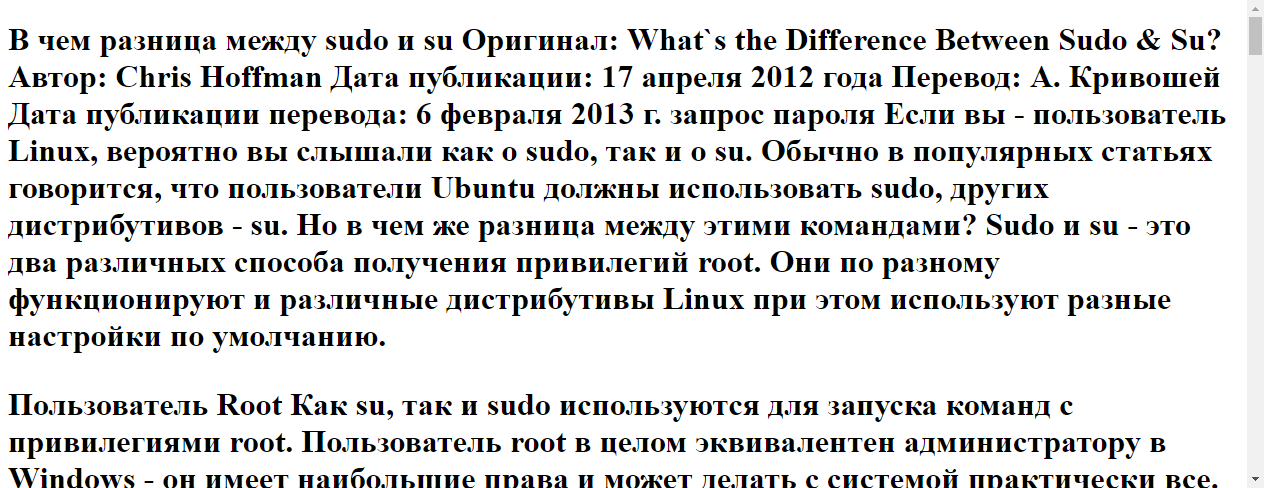 В чем разница между sudo и su Оригинал: What`s the Difference Between Sudo & Su?
Автор: Chris Hoffman Дата публикации: 17 апреля 2012 года Перевод: А. Кривошей
Дата публикации перевода: 6 февраля 2013 г. запрос пароля Если вы - пользователь
Linux, вероятно вы слышали как о sudo, так и о su. Обычно в популярных статьях
говорится, что пользователи Ubuntu должны использовать sudo, других
дистрибутивов - su. Но в чем же разница между этими командами? Sudo и su - это
два различных способа получения привилегий root. Они по разному
функционируют и различные дистрибутивы Linux при этом используют разные
настройки по умолчанию.
Пользователь Root Как su, так и sudo используются для запуска команд с
привилегиями root. Пользователь root в целом эквивалентен администратору в
Windows - он имеет наибольшие права и может делать с системой практически все.